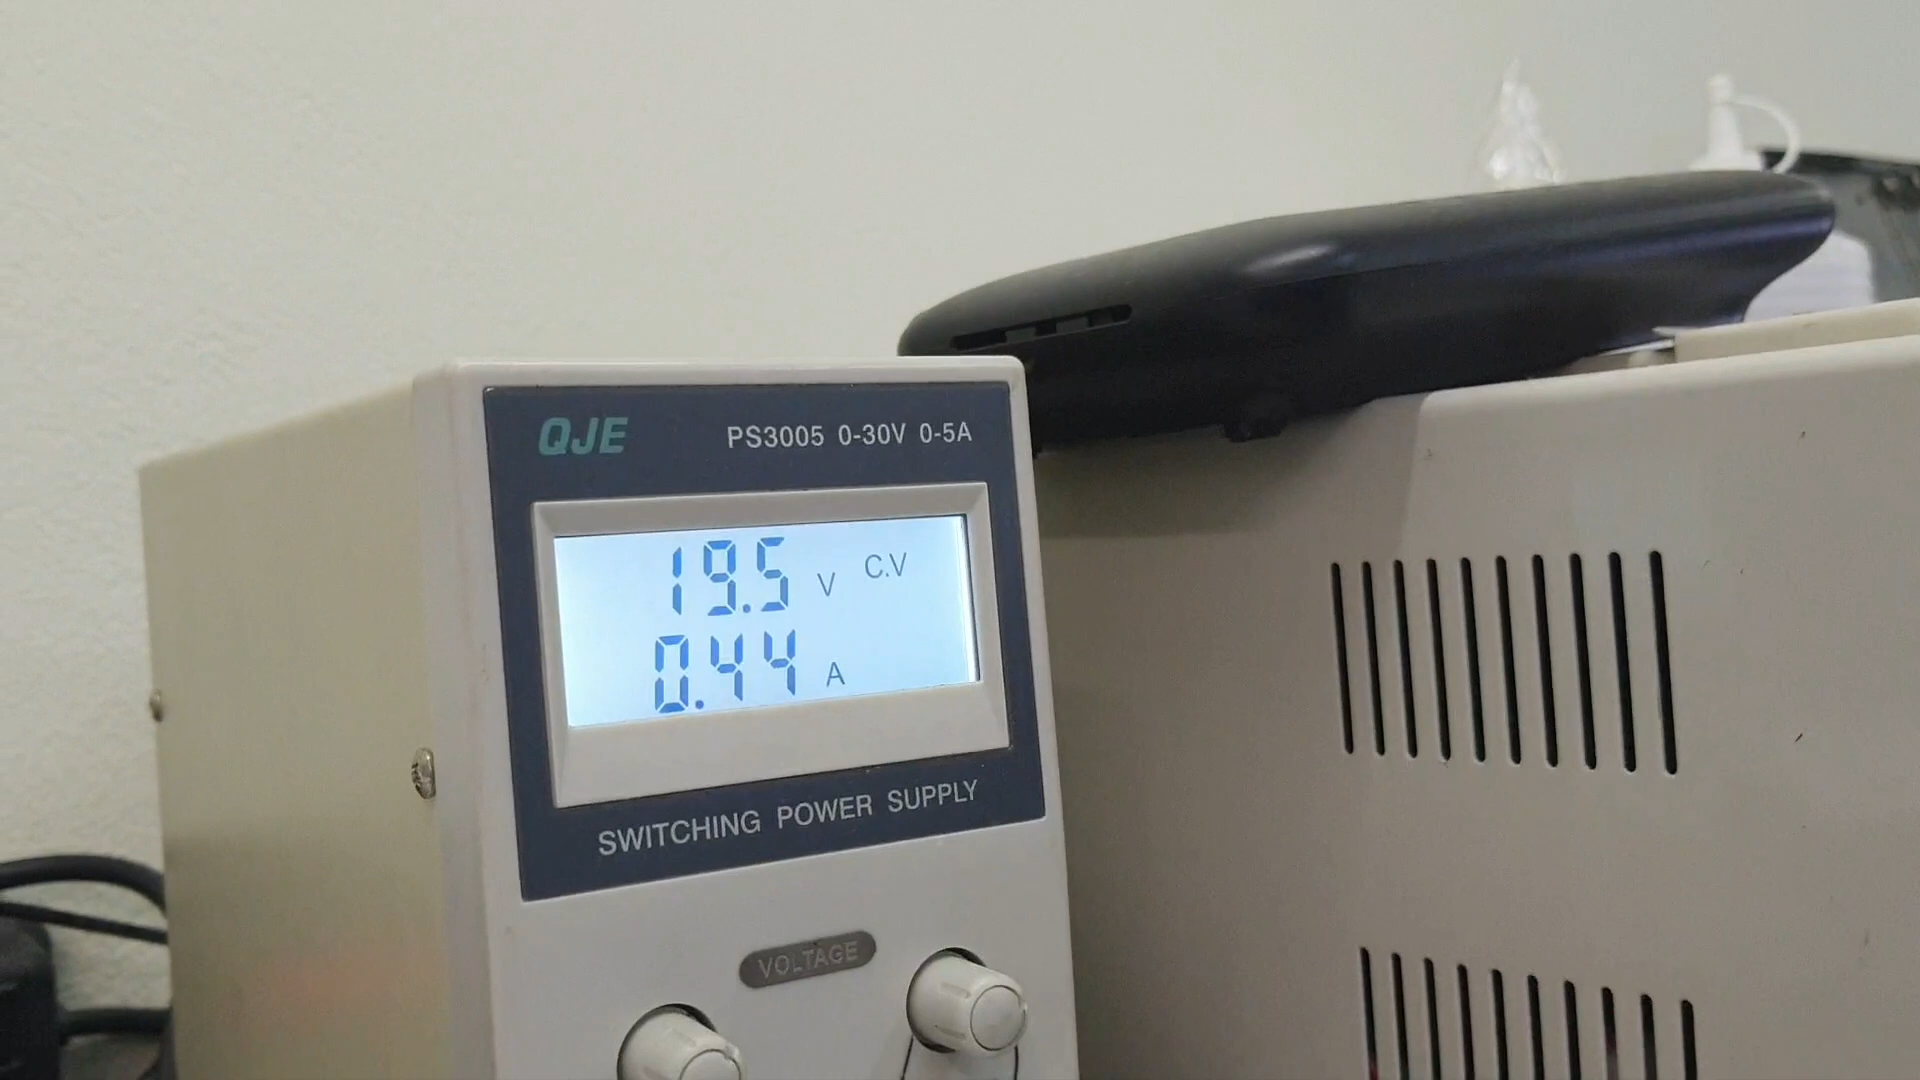 QJE PS3005 0-30V 0-5A
19.5 V C.V
0.44 A
SWITCHING POWER SUPPLY
VOLTAGE